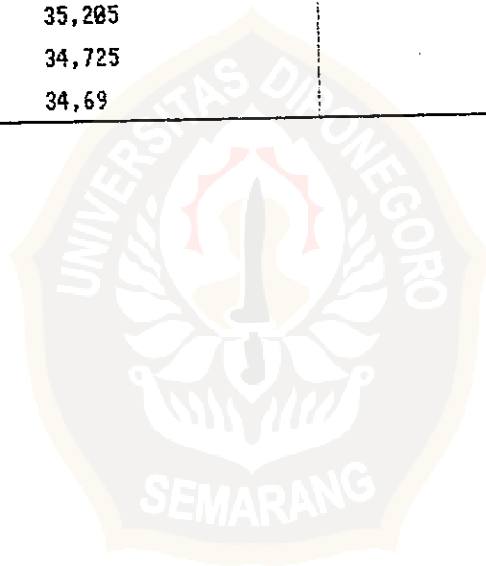 35,205
34,725
34,69
UNIVERSITAS DIPONEGORO
SEMARANG